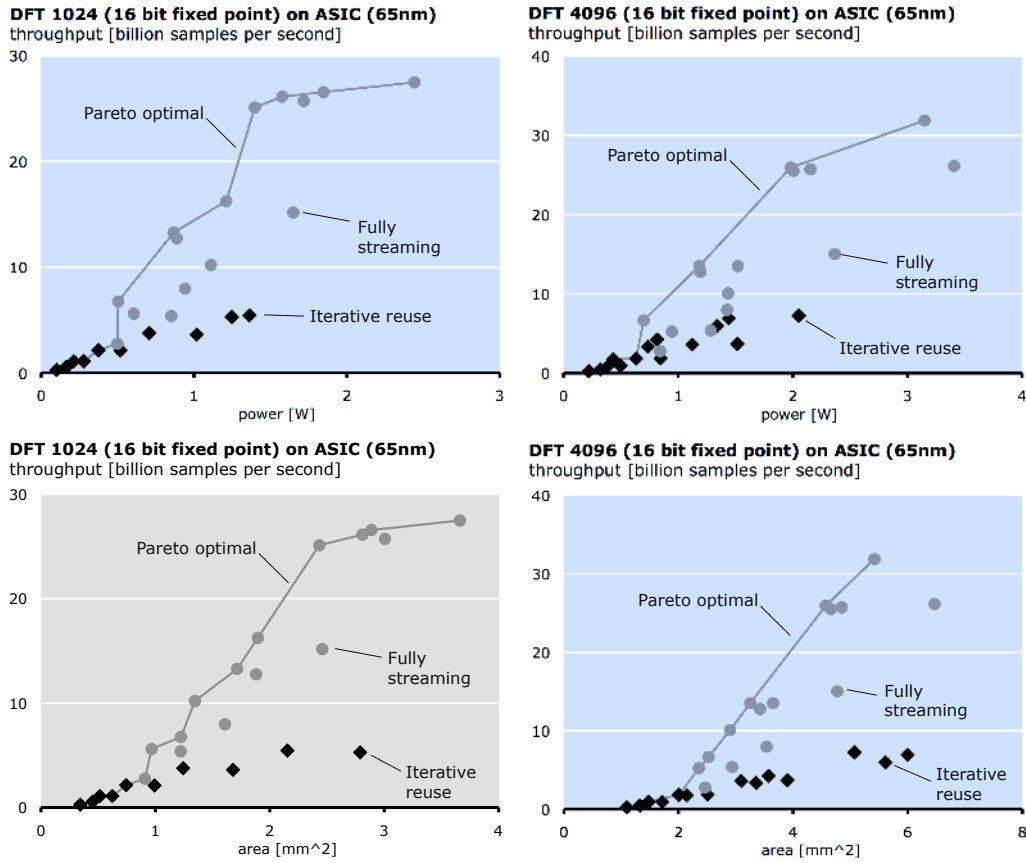 DFT 1024 (16 bit fixed point) on ASIC (65nm)
throughput [billion samples per second]
30
20
10
0
0
1
2
3
power [W]
Pareto optimal
Fully
streaming
Iterative reuse
DFT 4096 (16 bit fixed point) on ASIC (65nm)
throughput [billion samples per second]
40
30
20
10
0
0
1
2
3
4
power [W]
Pareto optimal
Fully
streaming
Iterative reuse
DFT 1024 (16 bit fixed point) on ASIC (65nm)
throughput [billion samples per second]
30
20
10
0
0
1
2
3
4
area [mm^2]
Pareto optimal
Fully
streaming
Iterative
reuse
DFT 4096 (16 bit fixed point) on ASIC (65nm)
throughput [billion samples per second]
40
30
20
10
0
0
2
4
6
8
area [mm^2]
Pareto optimal
Fully
streaming
Iterative
reuse